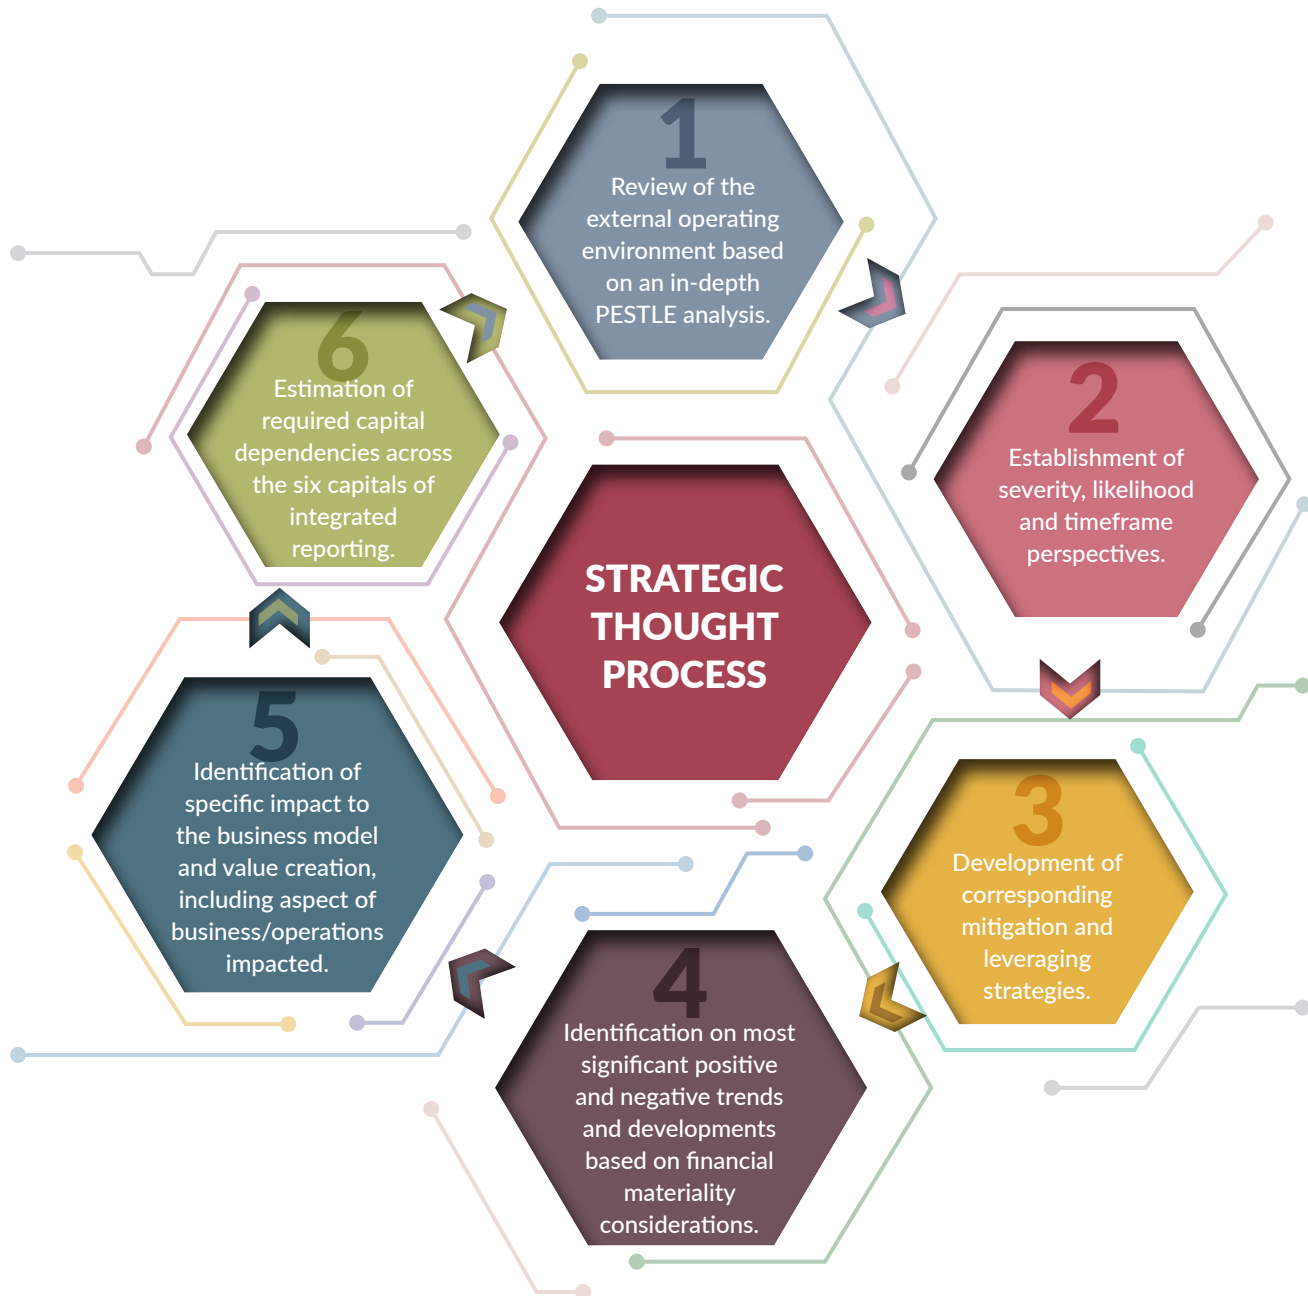 1
Review of the
external operating
environment based
on an in-depth
PESTLE analysis.
2
Establishment of
severity, likelihood
and timeframe
perspectives.
3
Development of
corresponding
mitigation and
leveraging
strategies.
4
Identification on most
significant positive
and negative trends
and developments
based on financial
materiality
considerations.
5
Identification of
specific impact to
the business model
and value creation,
including aspect of
business/operations
impacted.
6
Estimation of
required capital
dependencies across
the six capitals of
integrated
reporting.
STRATEGIC
THOUGHT
PROCESS